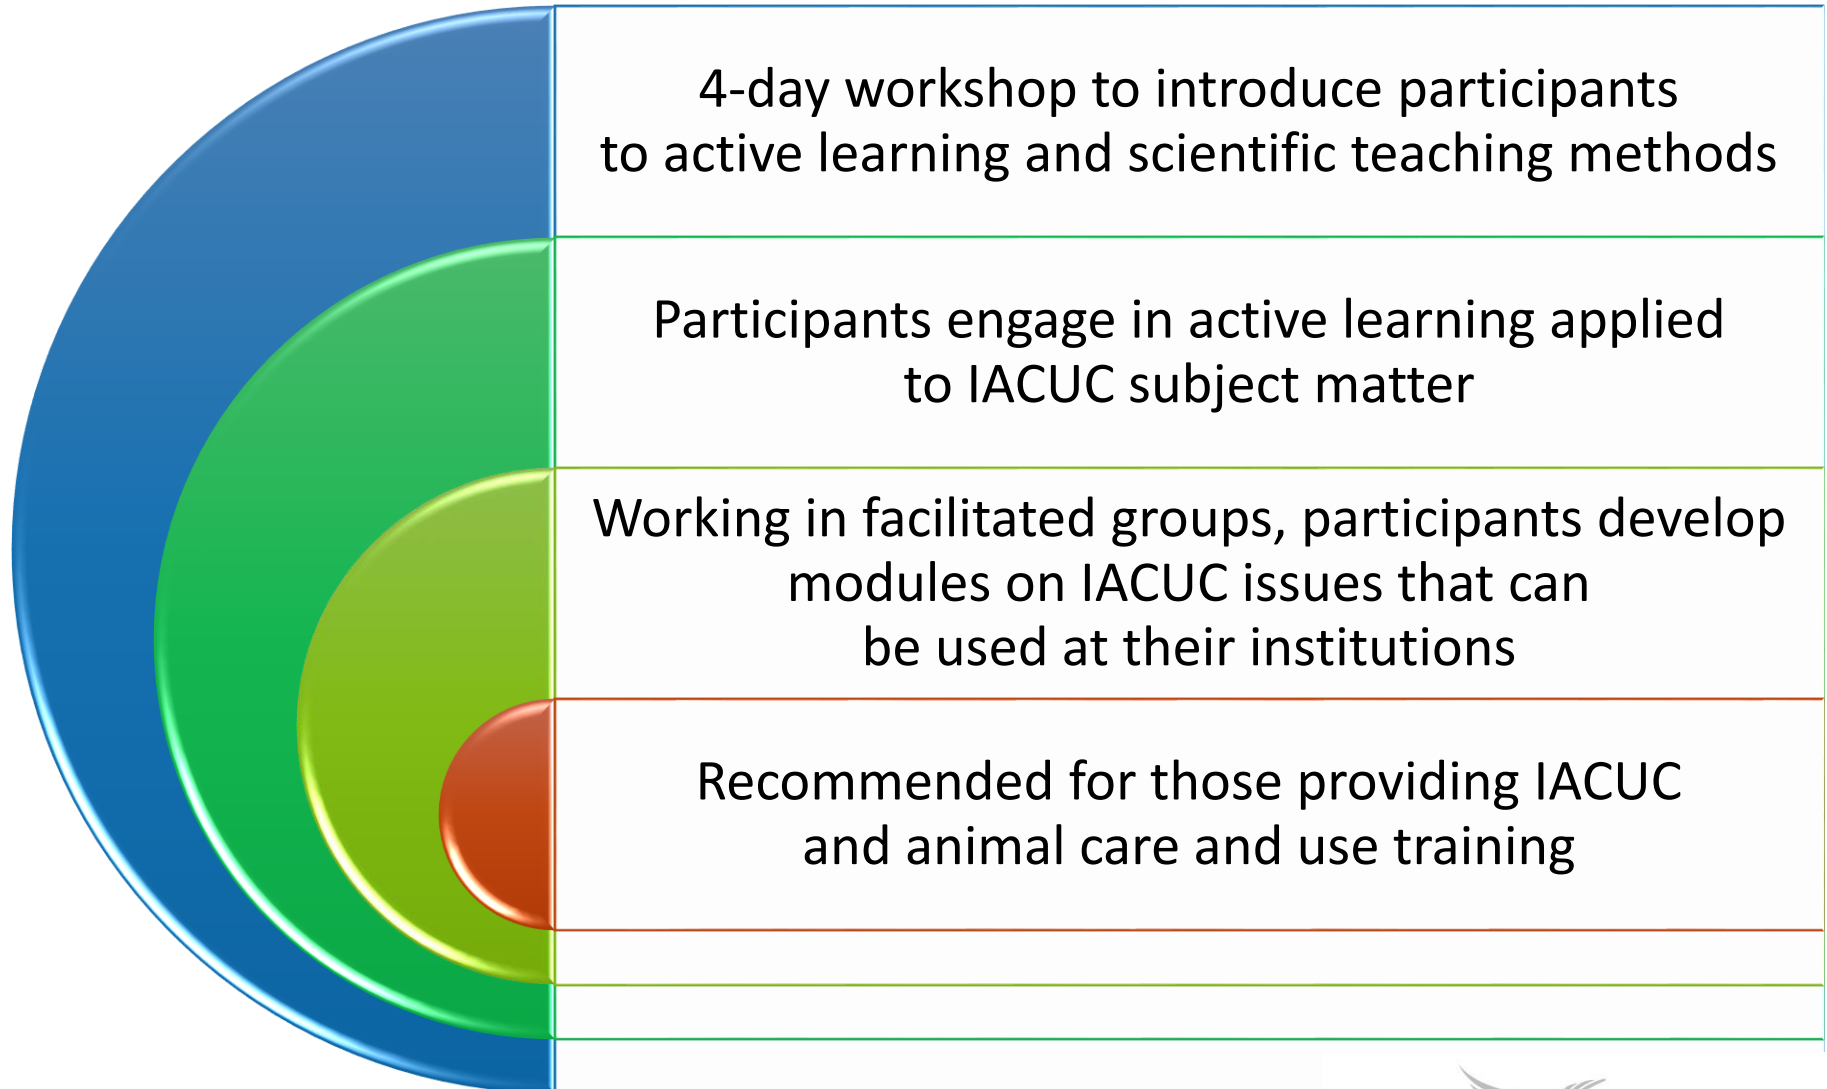 4-day workshop to introduce participants
to active learning and scientific teaching methods
Participants engage in active learning applied
to IACUC subject matter
Working in facilitated groups, participants develop
modules on IACUC issues that can
be used at their institutions
Recommended for those providing IACUC
and animal care and use training